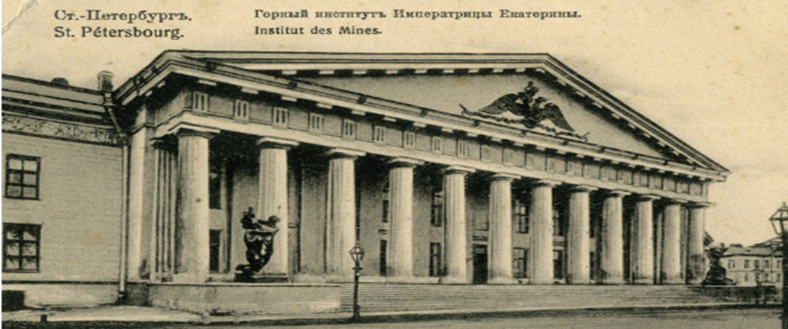 Ст.-Петербургъ.
St. Pétersbourg.
Горный институтъ Императрицы Екатерины.
Institut des Mines.